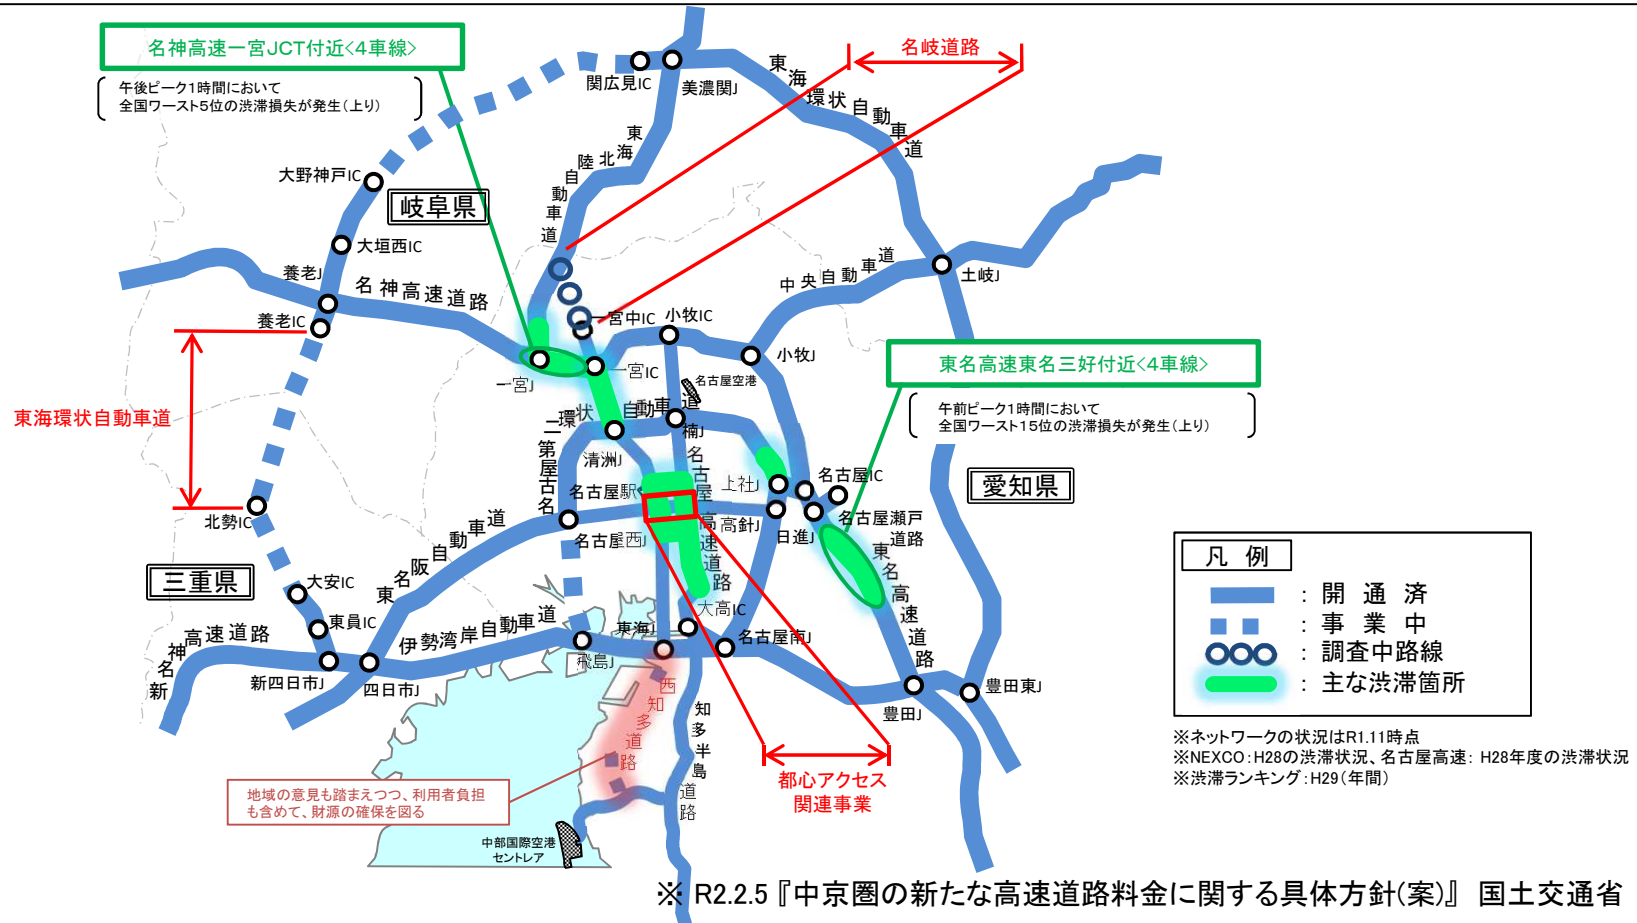 名神高速一宮JCT付近<4車線>
午後ピーク1時間において
全国ワースト5位の渋滞損失が発生(上り)
名岐道路
関広見IC
美濃関J
東海環状自動車道
東海北陸自動車道
大野神戸IC
岐阜県
大垣西IC
養老J
名神高速道路
養老IC
中央自動車道
土岐J
一宮中IC
小牧IC
小牧J
一宮J
一宮IC
名古屋空港
東名高速東名三好付近<4車線>
午前ピーク1時間において
全国ワースト15位の渋滞損失が発生(上り)
東海環状自動車道
名古屋第二環状自動車道
楠J
清洲J
名古屋高速道路
名古屋駅
上社J
名古屋IC
愛知県
北勢IC
名古屋西J
高針J
日進J
名古屋瀬戸
道路
東名高速道路
三重県
大安IC
東名阪自動車道
東員IC
伊勢湾岸自動車道
大高IC
東海J
名古屋南J
飛島J
新名神高速道路
新四日市J
四日市J
西知多道路
知多半島道路
豊田J
豊田東J
都心アクセス
関連事業
地域の意見も踏まえつつ、利用者負担
も含めて、財源の確保を図る
中部国際空港
セントレア
凡 例
: 開 通 済
: 事 業 中
: 調査中路線
: 主な渋滞箇所
※ネットワークの状況はR1.11時点
※NEXCO:H28の渋滞状況、名古屋高速: H28年度の渋滞状況
※渋滞ランキング:H29(年間)
※ R2.2.5『中京圏の新たな高速道路料金に関する具体方針(案)』 国土交通省